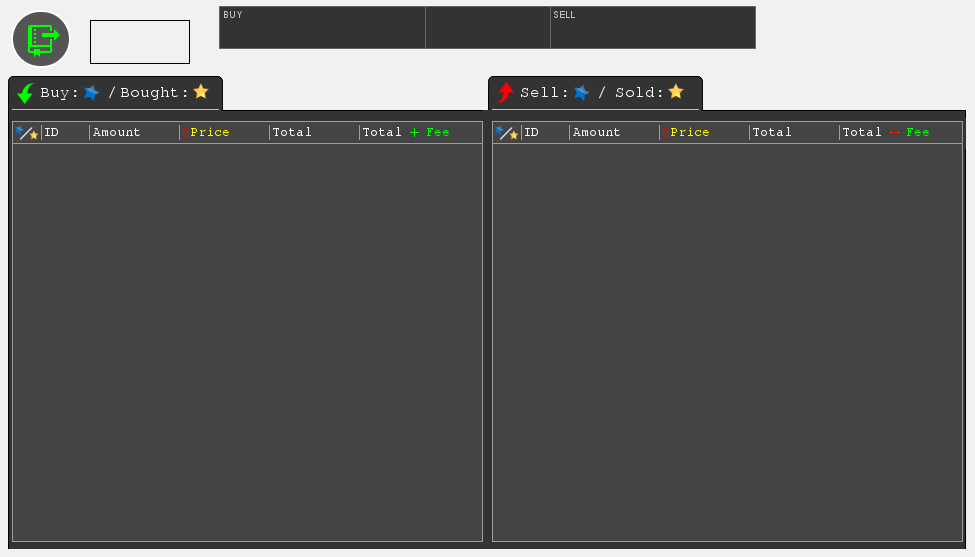 BUY SELL
Buy: / Bought: Sell: / Sold:
ID Amount Price Total Total + Fee ID Amount Price Total Total - Fee